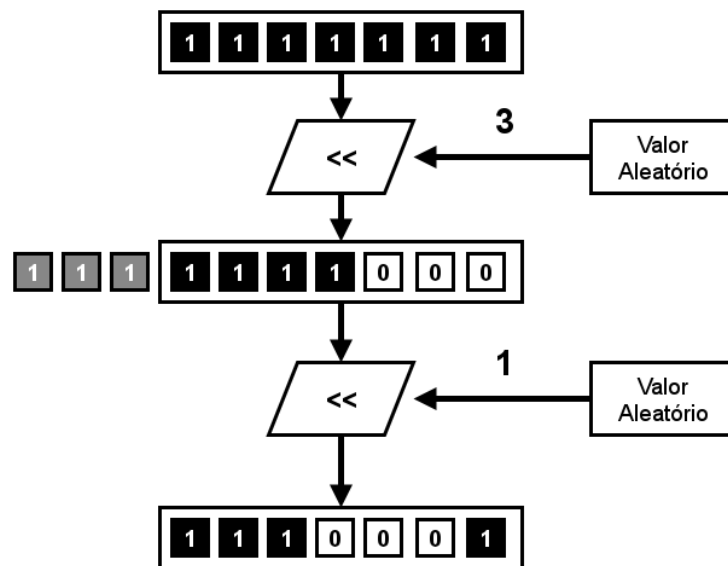 1 1 1 1 1 1 1
<<
3
Valor
Aleatório
1 1 1 1 1 1 1 0 0 0
<<
1
Valor
Aleatório
1 1 1 0 0 0 1